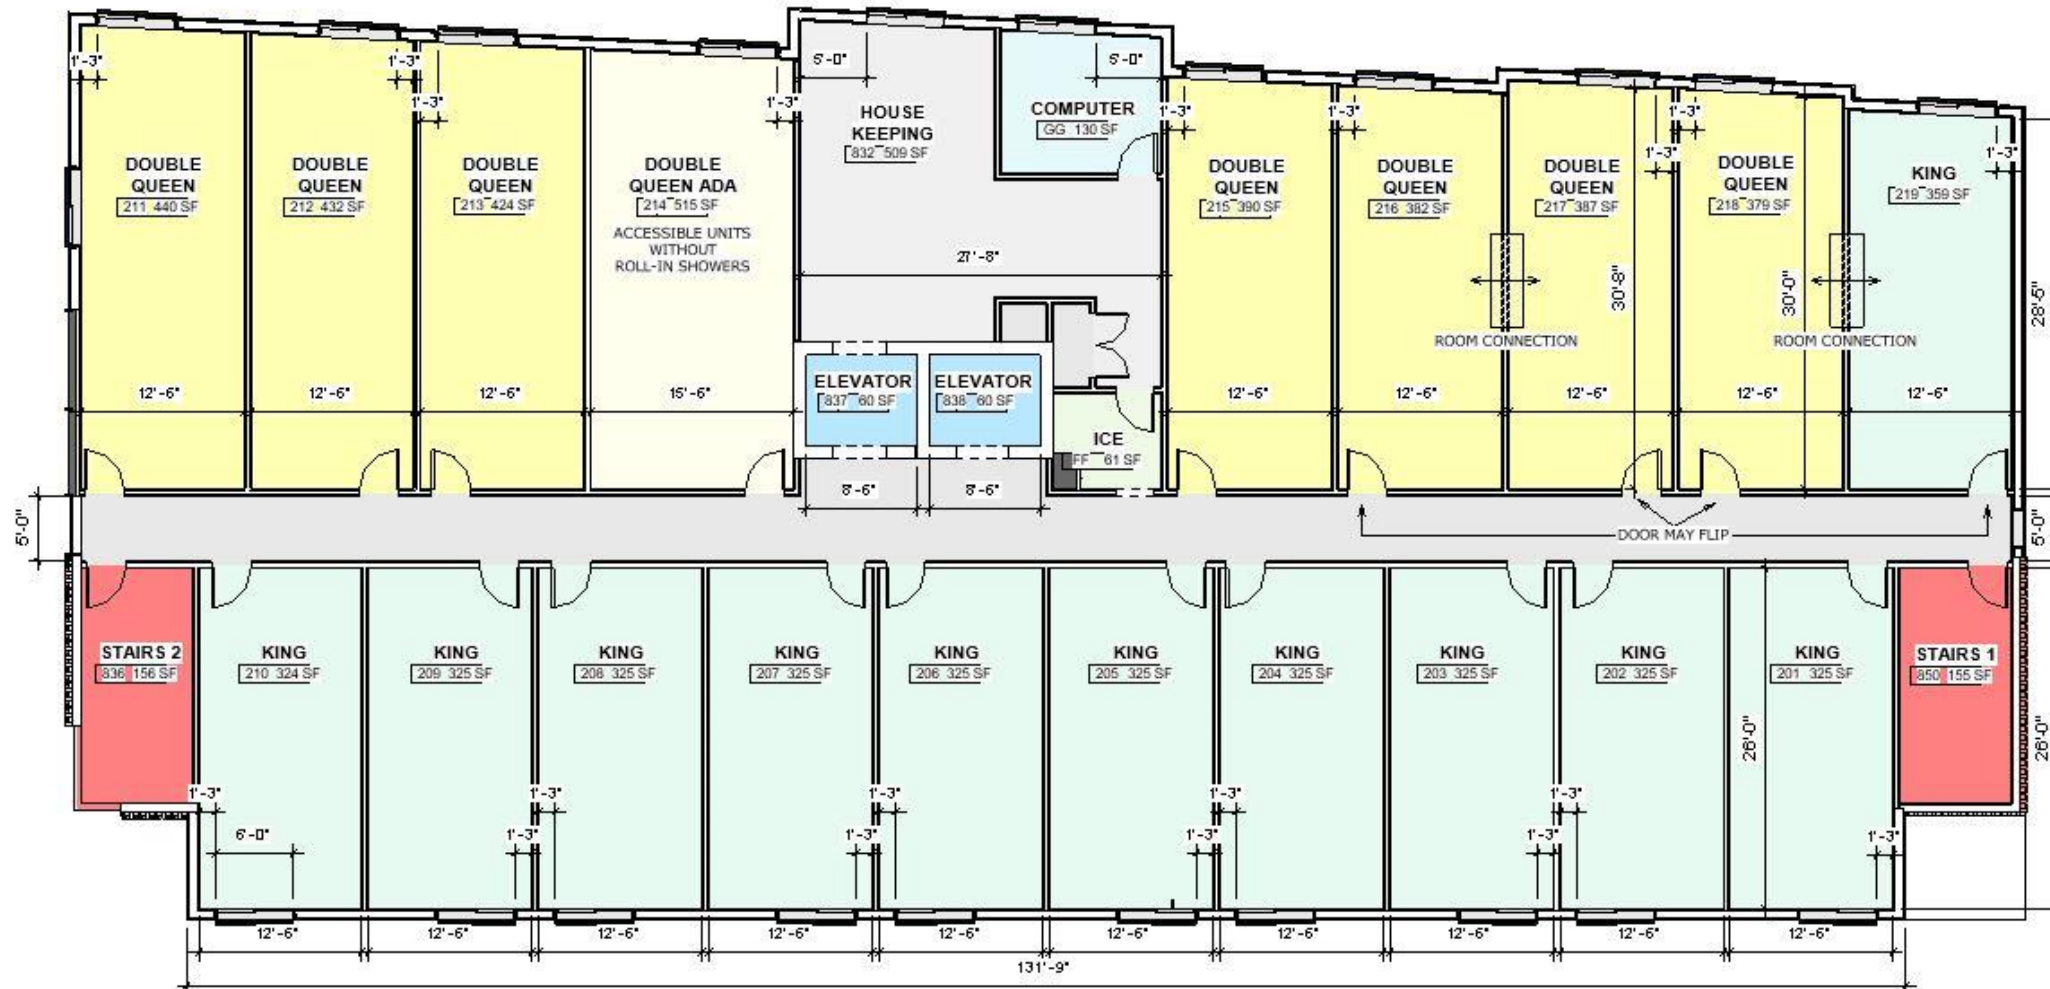 1'-3"
1'-3"
1'-3"
1'-3"
5'-0"
5'-0"
1'-3"
1'-3"
1'-3"
1'-3"
1'-3"
DOUBLE
QUEEN
211 440 SF
DOUBLE
QUEEN
212 432 SF
DOUBLE
QUEEN
213 424 SF
DOUBLE
QUEEN ADA
214 515 SF
ACCESSIBLE UNITS
WITHOUT
ROLL-IN SHOWERS
HOUSE
KEEPING
832 509 SF
COMPUTER
GG 130 SF
27'-8"
DOUBLE
QUEEN
215 390 SF
DOUBLE
QUEEN
216 382 SF
DOUBLE
QUEEN
217 387 SF
DOUBLE
QUEEN
218 379 SF
KING
219 359 SF
30'-8"
30'-0"
28'-5"
ROOM CONNECTION
ROOM CONNECTION
12'-6"
12'-6"
12'-6"
15'-6"
ELEVATOR
837 60 SF
ELEVATOR
838 60 SF
12'-6"
12'-6"
12'-6"
12'-6"
12'-6"
ICE
FF 61 SF
8'-6"
8'-6"
5'-0"
DOOR MAY FLIP
5'-0"
STAIRS 2
836 156 SF
KING
210 324 SF
KING
209 325 SF
KING
208 325 SF
KING
207 325 SF
KING
206 325 SF
KING
205 325 SF
KING
204 325 SF
KING
203 325 SF
KING
202 325 SF
KING
201 325 SF
STAIRS 1
850 155 SF
26'-0"
26'-0"
1'-3"
1'-3"
1'-3"
1'-3"
1'-3"
6'-0"
1'-3"
1'-3"
1'-3"
1'-3"
1'-3"
12'-6"
12'-6"
12'-6"
12'-6"
12'-6"
12'-6"
12'-6"
12'-6"
12'-6"
12'-6"
131'-9"